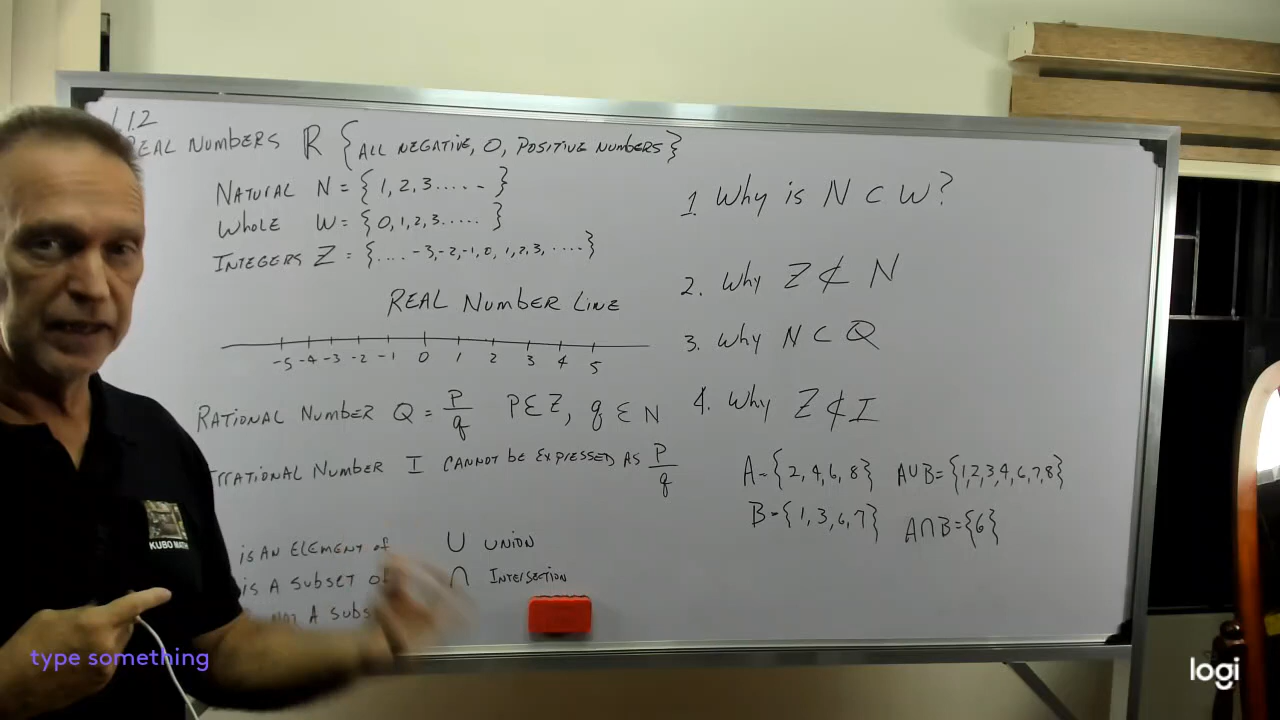 1.1.2
REAL NUMBERS ℝ {ALL NEGATIVE, 0, POSITIVE NUMBERS}
NATURAL N = {1, 2, 3 ..... }
WHOLE W = {0, 1, 2, 3 ..... }
INTEGERS Z = {.... -3, -2, -1, 0, 1, 2, 3, ....}
REAL NUMBER LINE
-5 -4 -3 -2 -1 0 1 2 3 4 5
RATIONAL NUMBER Q = P/q P ∈ Z, q ∈ N
IRRATIONAL NUMBER I CANNOT BE EXPRESSED AS P/q
IS AN ELEMENT of
IS A SUBSET OF
NOT A SUBS
∪ UNION
∩ INTERSECTION
1. Why is N ⊂ W?
2. Why Z ⊄ N
3. Why N ⊂ Q
4. Why Z ⊄ I
A = {2, 4, 6, 8} A∪B = {1, 2, 3, 4, 6, 7, 8}
B = {1, 3, 6, 7} A∩B = {6}
KUBO MATH
type something
logi